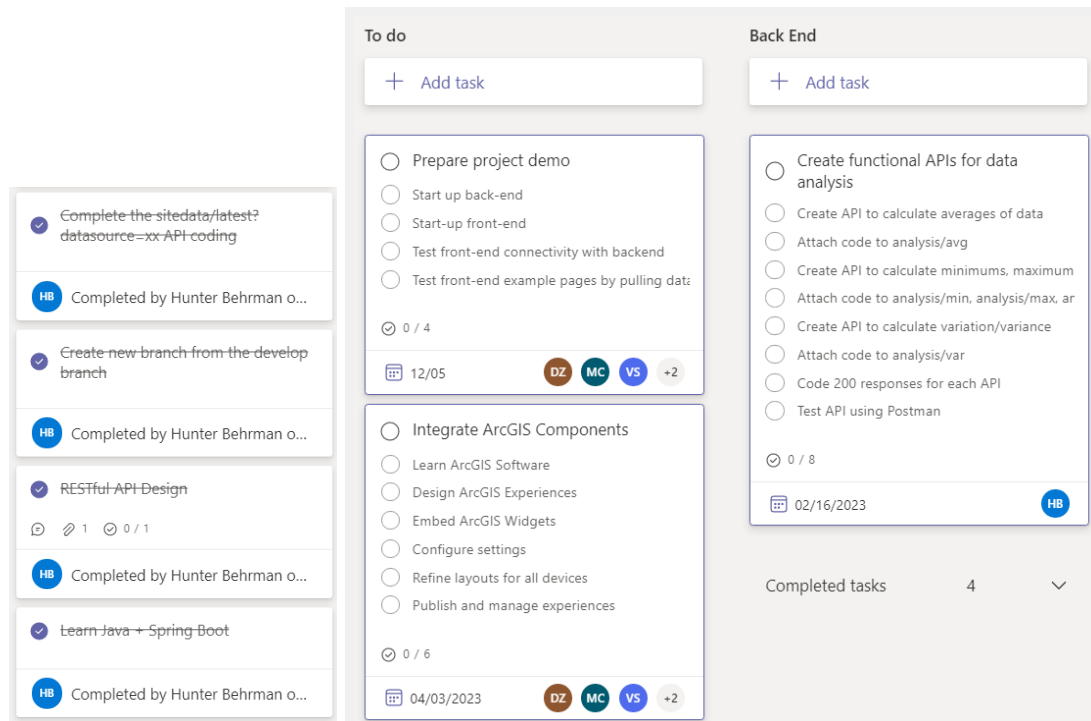 Complete the sitedata/latest?
datasource=xx API coding
HB Completed by Hunter Behrman o...
Create new branch from the develop
branch
HB Completed by Hunter Behrman o...
RESTful API Design
1 0 / 1
HB Completed by Hunter Behrman o...
Learn Java + Spring Boot
HB Completed by Hunter Behrman o...
To do
+ Add task
Prepare project demo
Start up back-end
Start-up front-end
Test front-end connectivity with backend
Test front-end example pages by pulling data
0 / 4
12/05 DZ MC VS +2
Integrate ArcGIS Components
Learn ArcGIS Software
Design ArcGIS Experiences
Embed ArcGIS Widgets
Configure settings
Refine layouts for all devices
Publish and manage experiences
0 / 6
04/03/2023 DZ MC VS +2
Back End
+ Add task
Create functional APIs for data
analysis
Create API to calculate averages of data
Attach code to analysis/avg
Create API to calculate minimums, maximum
Attach code to analysis/min, analysis/max, ar
Create API to calculate variation/variance
Attach code to analysis/var
Code 200 responses for each API
Test API using Postman
0 / 8
02/16/2023 HB
Completed tasks 4